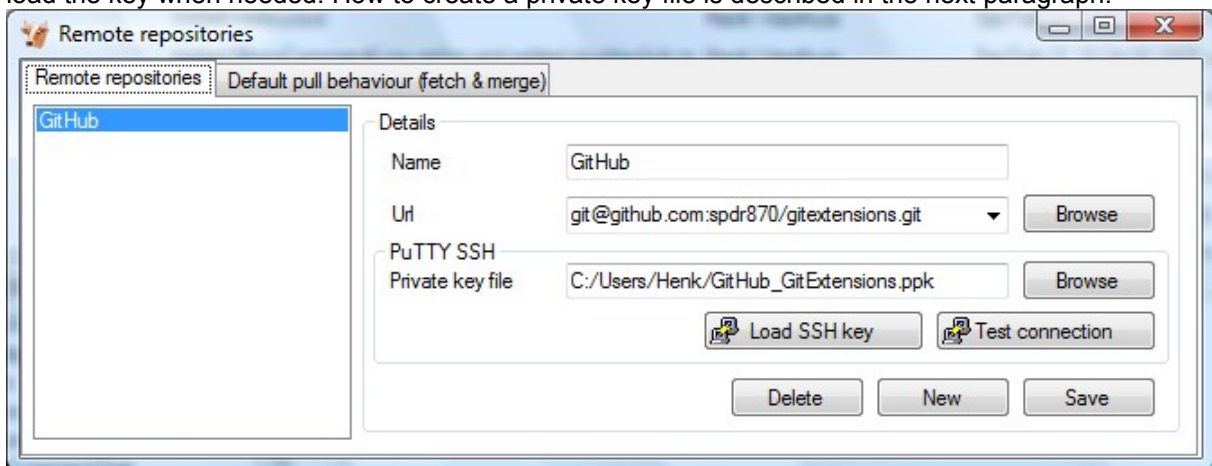 load the key when needed. How to create a private key file is described in the next paragraph.
Remote repositories
Remote repositories Default pull behaviour (fetch & merge)
GitHub
Details
Name GitHub
Url git@github.com:spdr870/gitextensions.git Browse
PuTTY SSH
Private key file C:/Users/Henk/GitHub_GitExtensions.ppk Browse
Load SSH key Test connection
Delete New Save